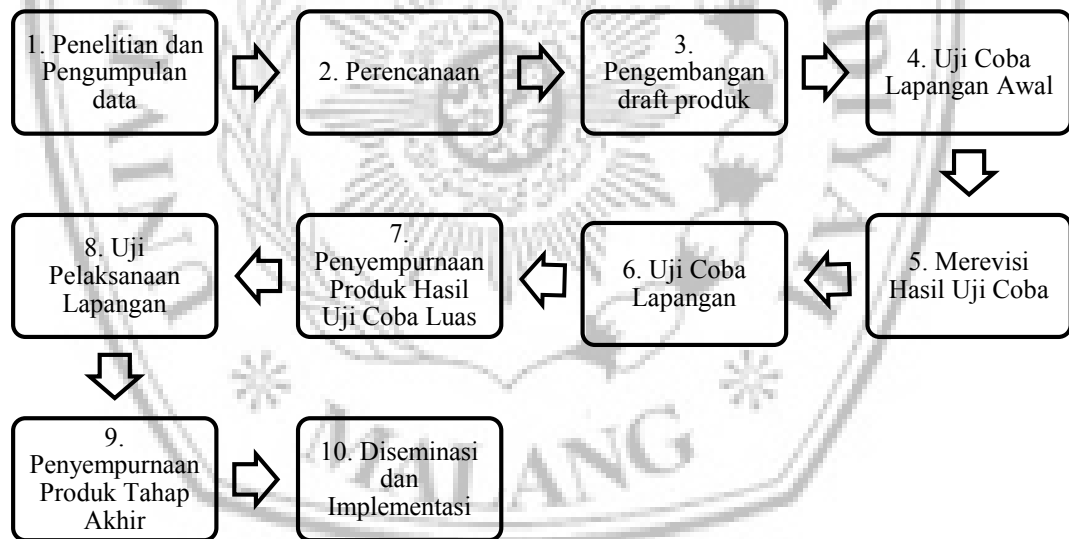 1. Penelitian dan
Pengumpulan
data
2. Perencanaan
3.
Pengembangan
draft produk
4. Uji Coba
Lapangan Awal
5. Merevisi
Hasil Uji Coba
6. Uji Coba
Lapangan
7.
Penyempurnaan
Produk Hasil
Uji Coba Luas
8. Uji
Pelaksanaan
Lapangan
9.
Penyempurnaan
Produk Tahap
Akhir
10. Diseminasi
dan
Implementasi
MALANG